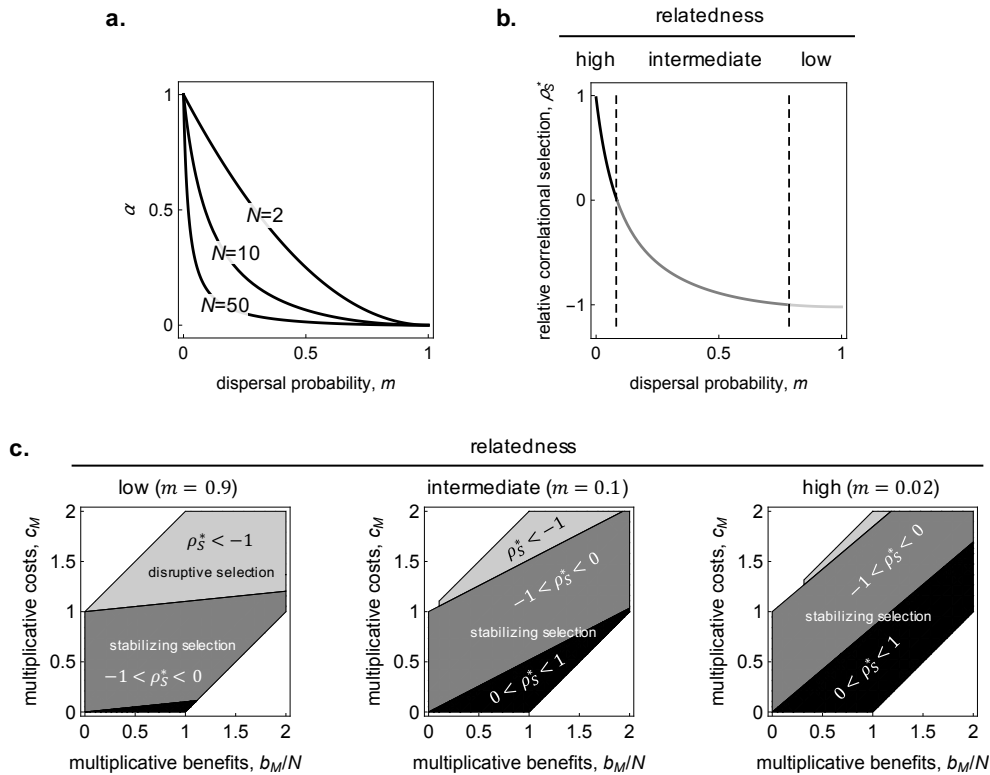 a.
1
0.5
0
α
N=2
N=10
N=50
0
0.5
1
dispersal probability, m
b.
relatedness
high intermediate low
relative correlational selection, ρ*S
1
0
−1
0
0.5
1
dispersal probability, m
c.
relatedness
low (m = 0.9)
multiplicative costs, cM
2
1.5
1
0.5
0
ρ*S < −1
disruptive selection
stabilizing selection
−1 < ρ*S < 0
0 0.5 1 1.5 2
multiplicative benefits, bM/N
intermediate (m = 0.1)
multiplicative costs, cM
2
1.5
1
0.5
0
ρ*S < −1
−1 < ρ*S < 0
stabilizing selection
0 < ρ*S < 1
0 0.5 1 1.5 2
multiplicative benefits, bM/N
high (m = 0.02)
multiplicative costs, cM
2
1.5
1
0.5
0
−1 < ρ*S < 0
stabilizing selection
0 < ρ*S < 1
0 0.5 1 1.5 2
multiplicative benefits, bM/N